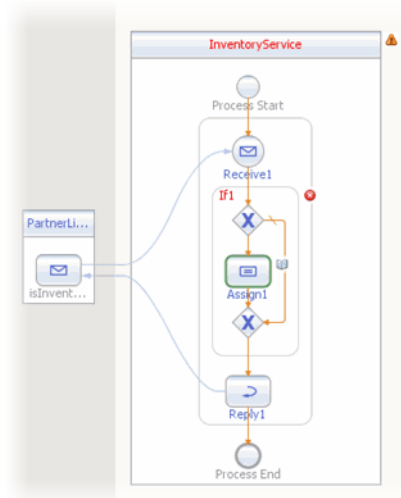 InventoryService
Process Start
Receive1
If1
PartnerLi...
isInvent...
Assign1
Reply1
Process End